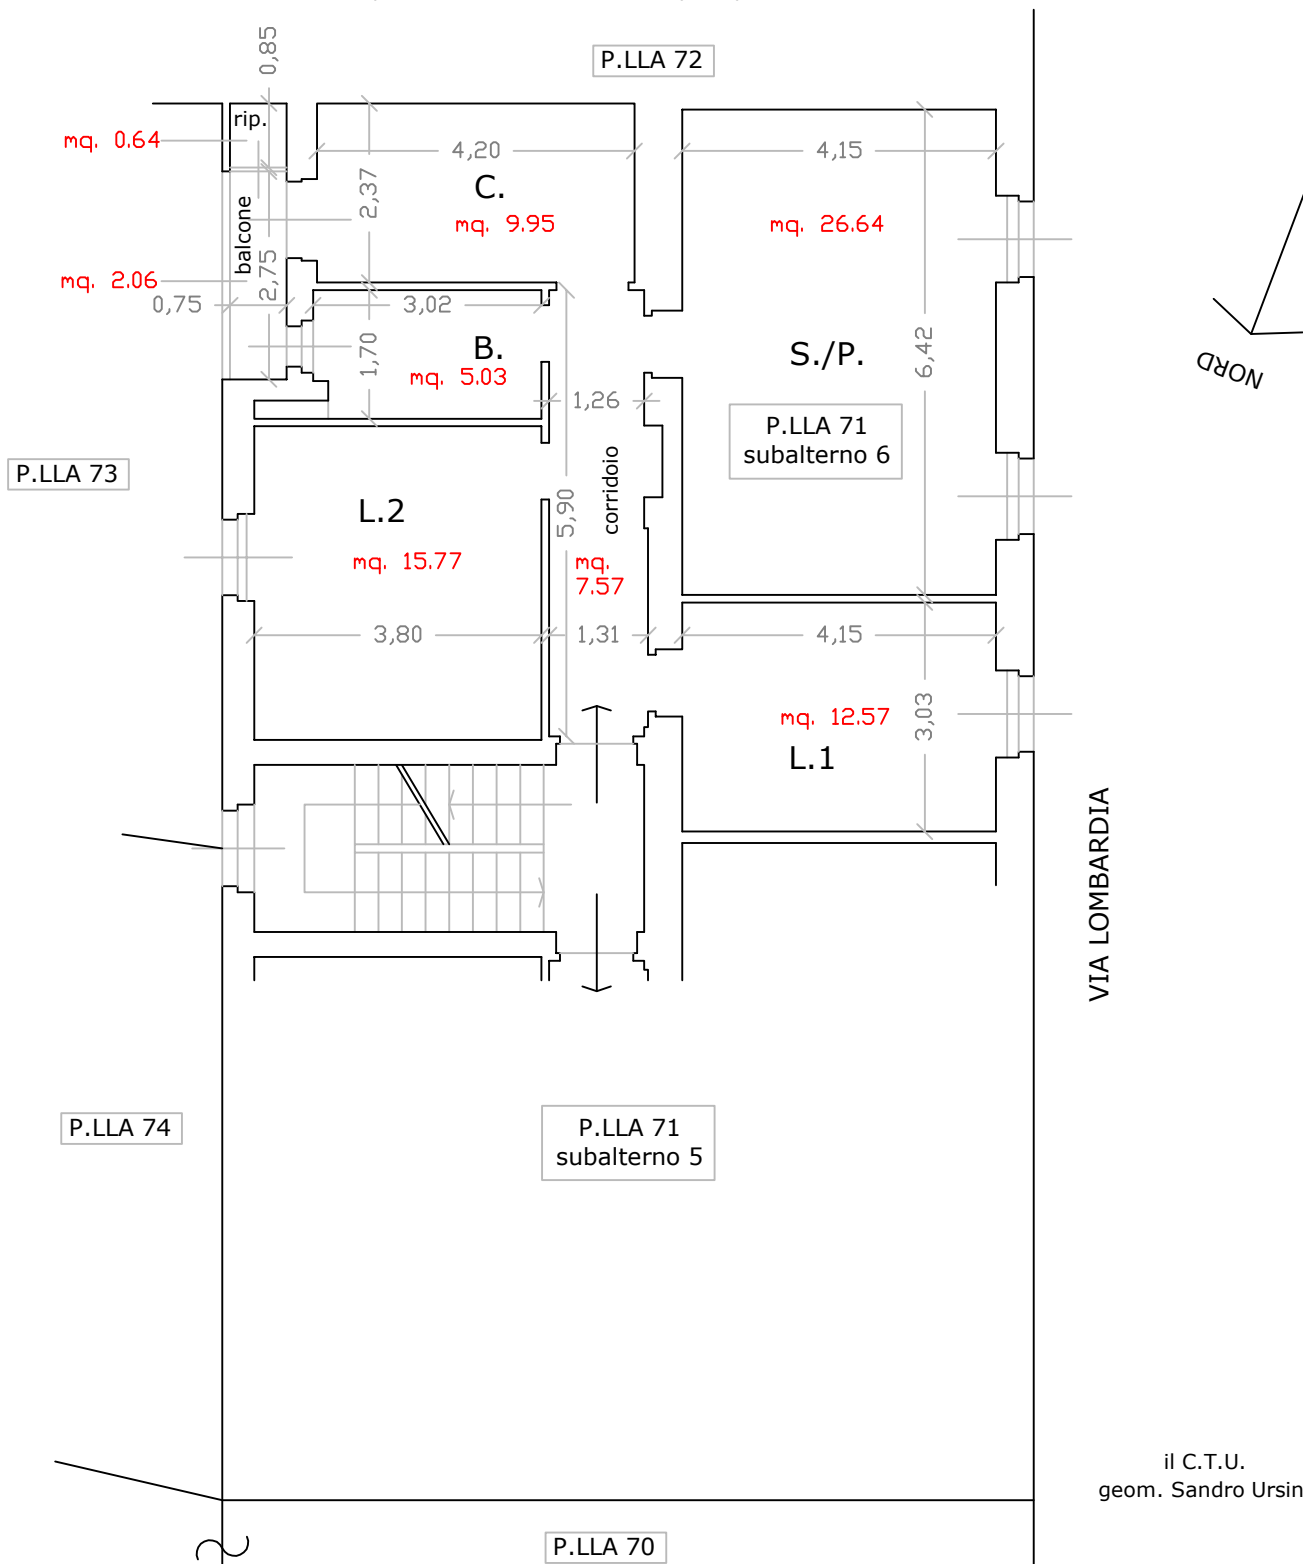 P.LLA 72
0,85
rip.
mq. 0.64
4,20
4,15
C.
2,37
mq. 9.95
mq. 26.64
balcone
2,75
mq. 2.06
0,75
3,02
B.
1,70
mq. 5.03
S./P.
6,42
NORD
1,26
P.LLA 71
subalterno 6
P.LLA 73
corridoio
L.2
5,90
mq. 15.77
mq.
7.57
3,80
1,31
4,15
mq. 12.57
3,03
L.1
VIA LOMBARDIA
P.LLA 74
P.LLA 71
subalterno 5
il C.T.U.
geom. Sandro Ursin
P.LLA 70